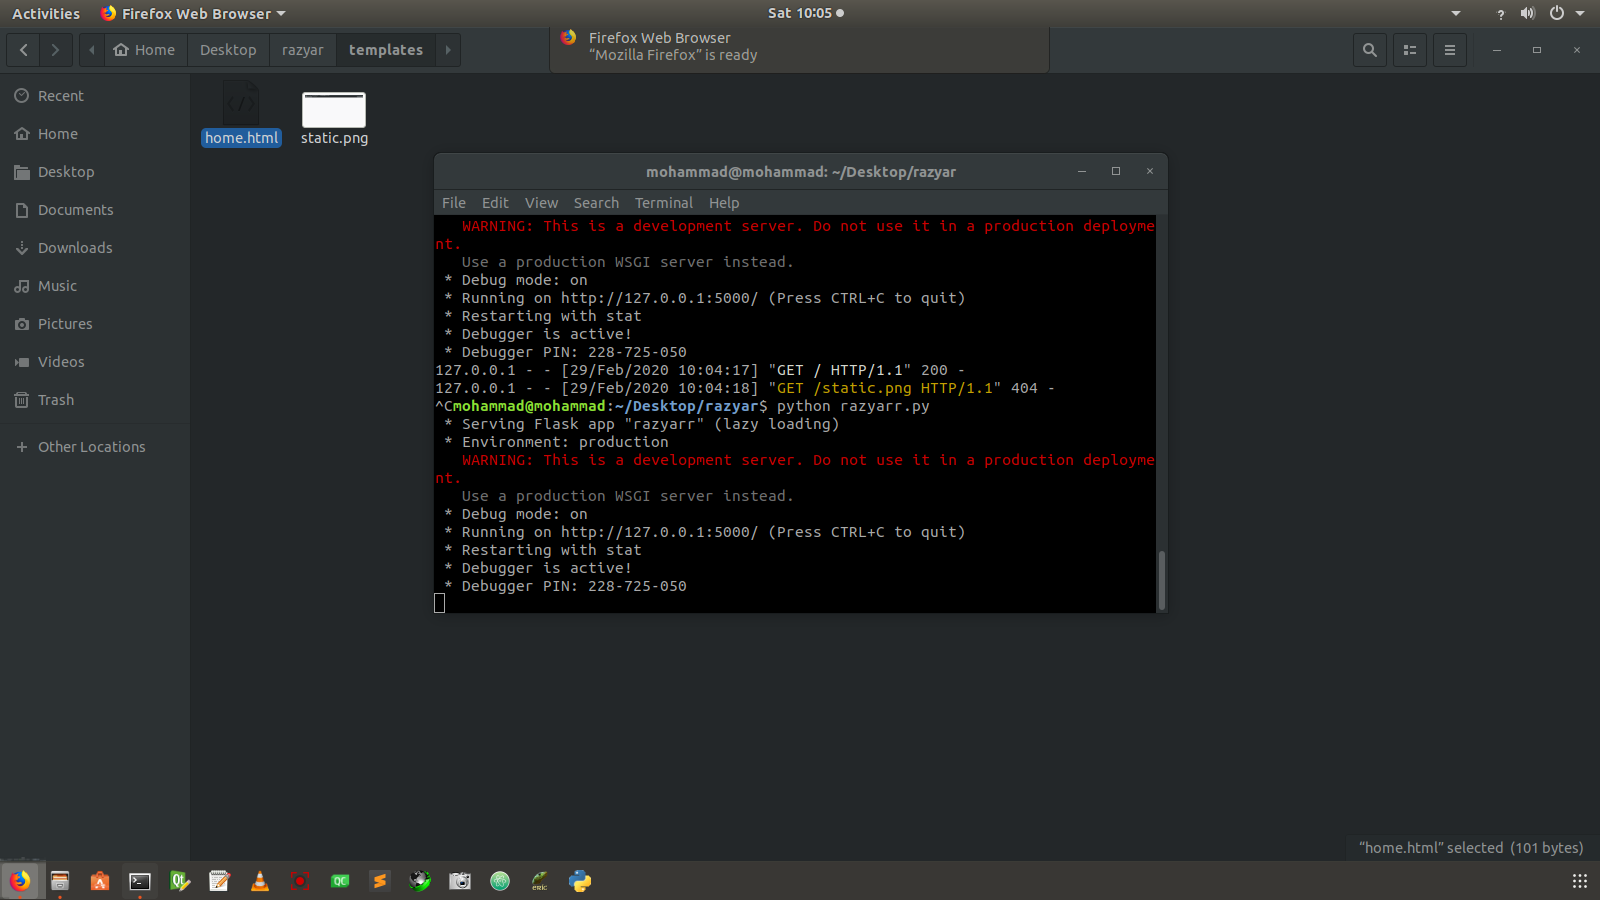 Activities Firefox Web Browser Sat 10:05
Home Desktop razyar templates
Firefox Web Browser
“Mozilla Firefox” is ready
Recent
Home
Desktop
Documents
Downloads
Music
Pictures
Videos
Trash
Other Locations
home.html static.png
mohammad@mohammad: ~/Desktop/razyar
File Edit View Search Terminal Help
WARNING: This is a development server. Do not use it in a production deployme
nt.
Use a production WSGI server instead.
* Debug mode: on
* Running on http://127.0.0.1:5000/ (Press CTRL+C to quit)
* Restarting with stat
* Debugger is active!
* Debugger PIN: 228-725-050
127.0.0.1 - - [29/Feb/2020 10:04:17] "GET / HTTP/1.1" 200 -
127.0.0.1 - - [29/Feb/2020 10:04:18] "GET /static.png HTTP/1.1" 404 -
^Cmohammad@mohammad:~/Desktop/razyar$ python razyarr.py
* Serving Flask app "razyarr" (lazy loading)
* Environment: production
WARNING: This is a development server. Do not use it in a production deployme
nt.
Use a production WSGI server instead.
* Debug mode: on
* Running on http://127.0.0.1:5000/ (Press CTRL+C to quit)
* Restarting with stat
* Debugger is active!
* Debugger PIN: 228-725-050
“home.html” selected (101 bytes)
Qt
QC
eric